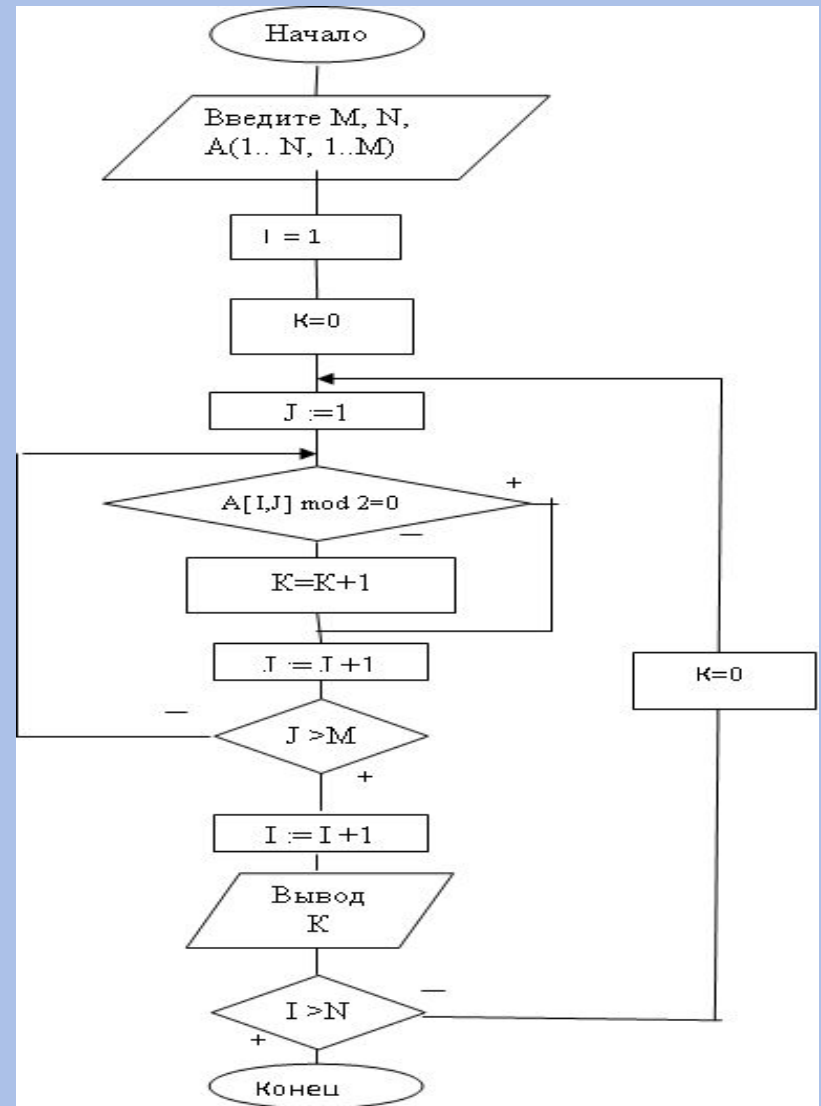 Начало
Введите M, N,
A(1.. N, 1..M)
I = 1
K=0
J :=1
+
A[I,J] mod 2=0
—
K=K+1
J := J +1
K=0
—
J >M
+
I := I +1
Вывод
K
—
I >N
+
Конец